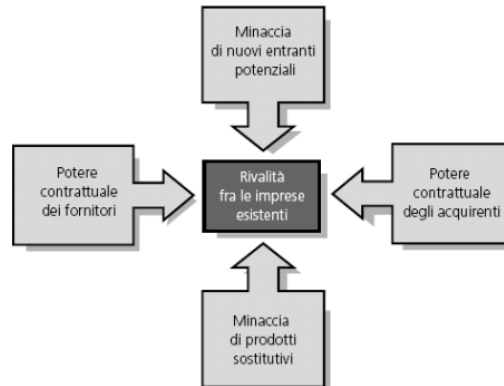 Minaccia
di nuovi entranti
potenziali
Potere
contrattuale
dei fornitori
Rivalità
fra le imprese
esistenti
Potere
contrattuale
degli acquirenti
Minaccia
di prodotti
sostitutivi